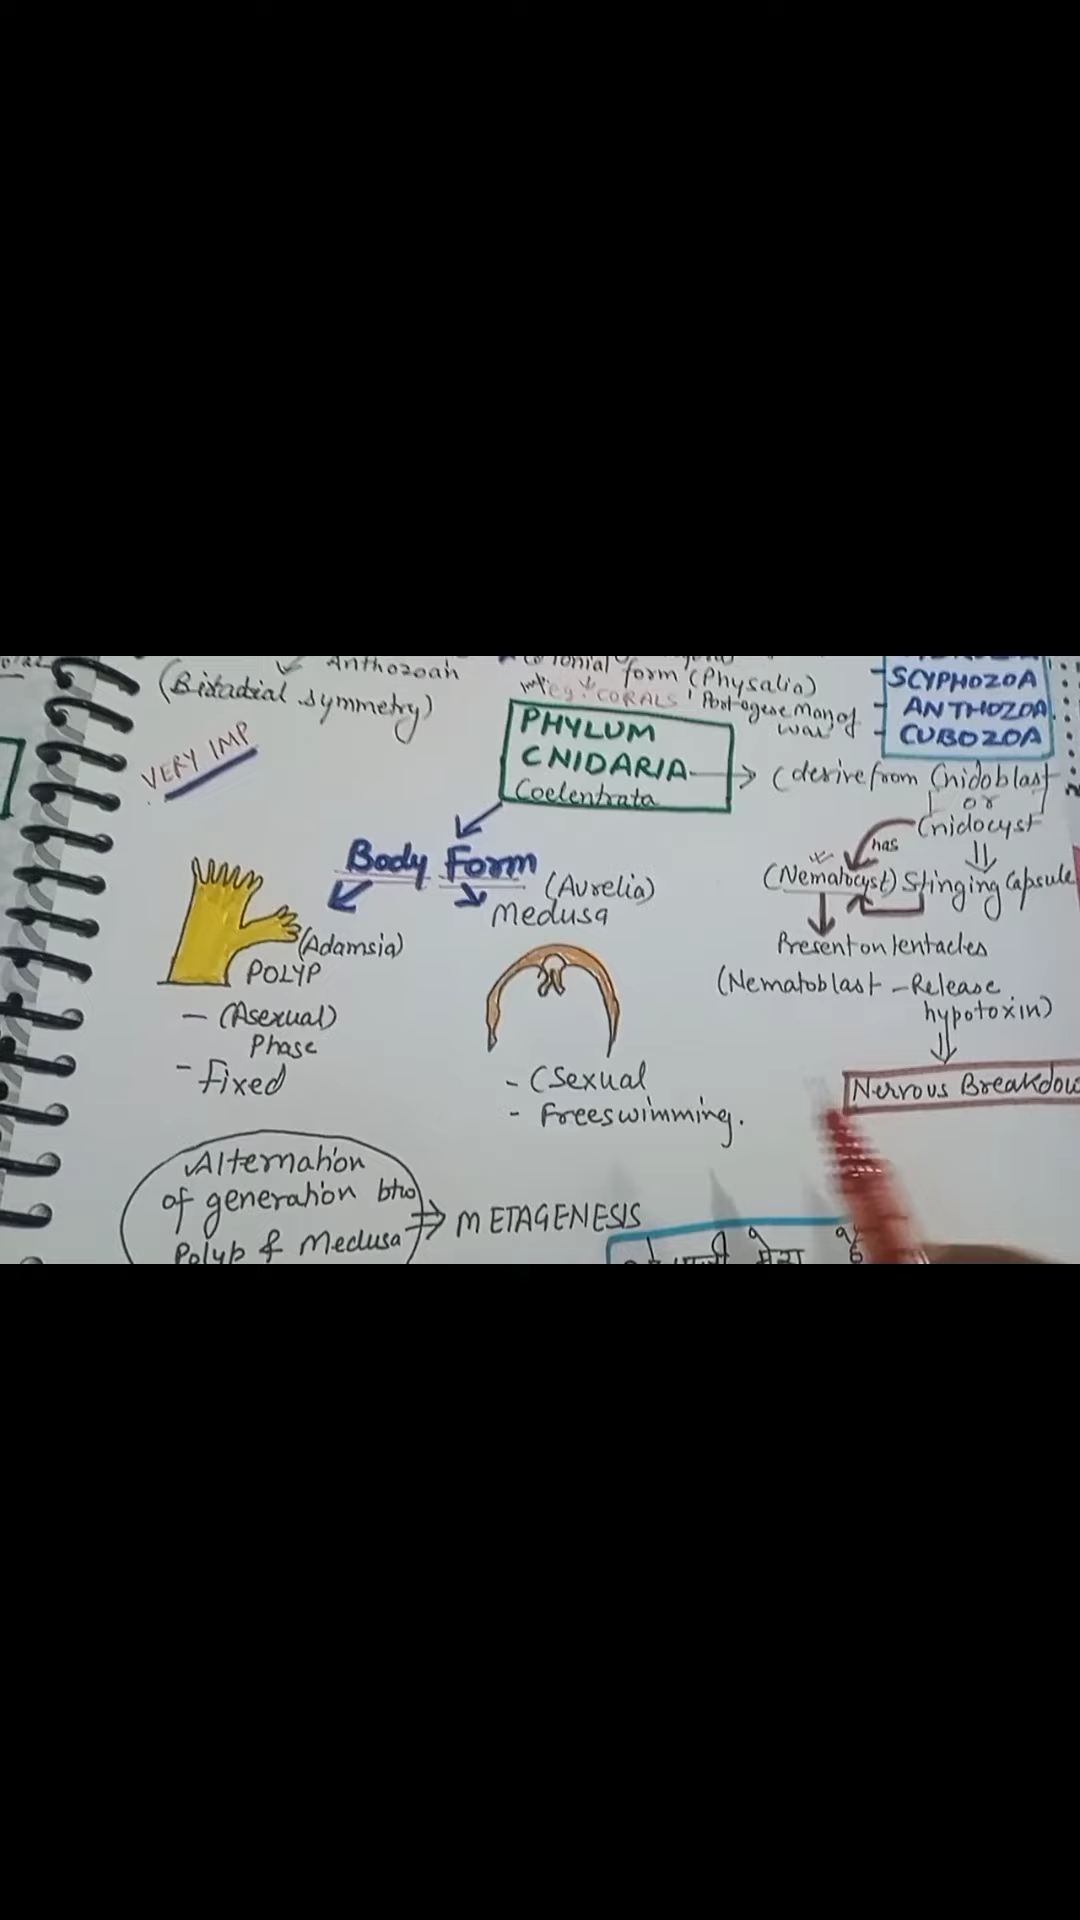 Anthozoan
(Biradial symmetry)
VERY IMP
form (Physalia)
eg: CORALS
SCYPHOZOA
ANTHOZOA
CUBOZOA
PHYLUM
CNIDARIA
Coelentrata
(derive from Cnidoblast
or
Cnidocyst
has
(Nematocyst) Stinging Capsule
Present on tentacles
(Nematoblast - Release
hypotoxin)
Nervous Breakdow
Body Form
(Aurelia)
Medusa
(Adamsia)
POLYP
- (Asexual)
Phase
- Fixed
- (Sexual
- Freeswimming.
Alternation
of generation btw
Polyp & Medusa
METAGENESIS